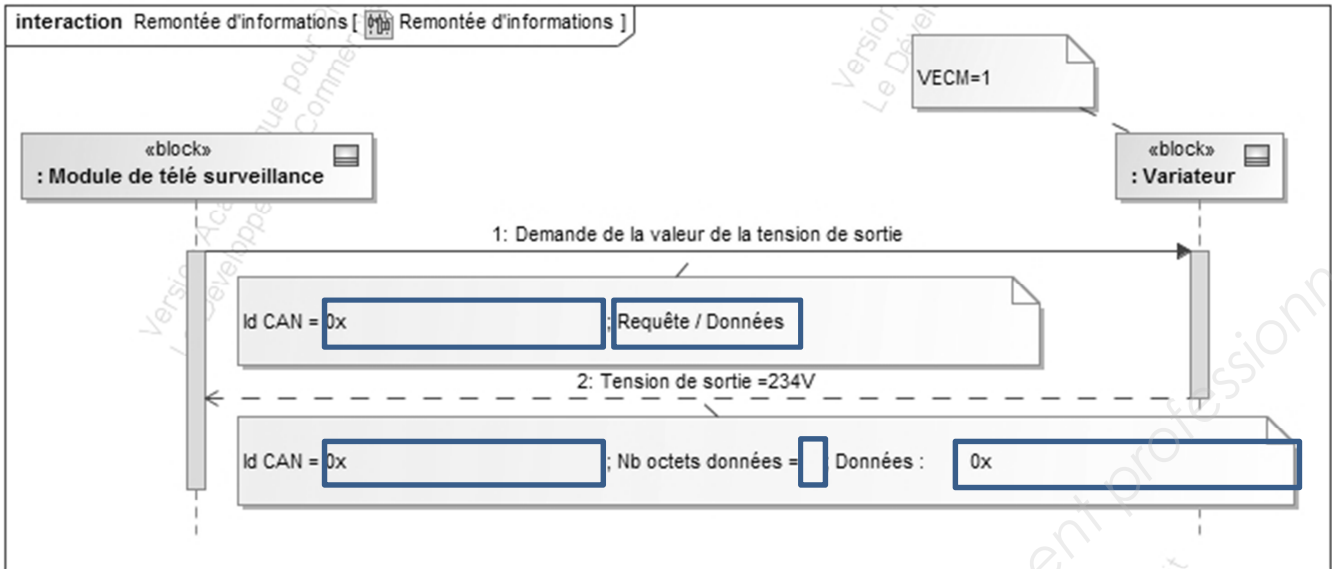 interaction Remontée d'informations [ Remontée d'informations ]
VECM=1
«block»
: Module de télé surveillance
«block»
: Variateur
1: Demande de la valeur de la tension de sortie
Id CAN = 0x ; Requête / Données
2: Tension de sortie =234V
Id CAN = 0x ; Nb octets données = Données : 0x